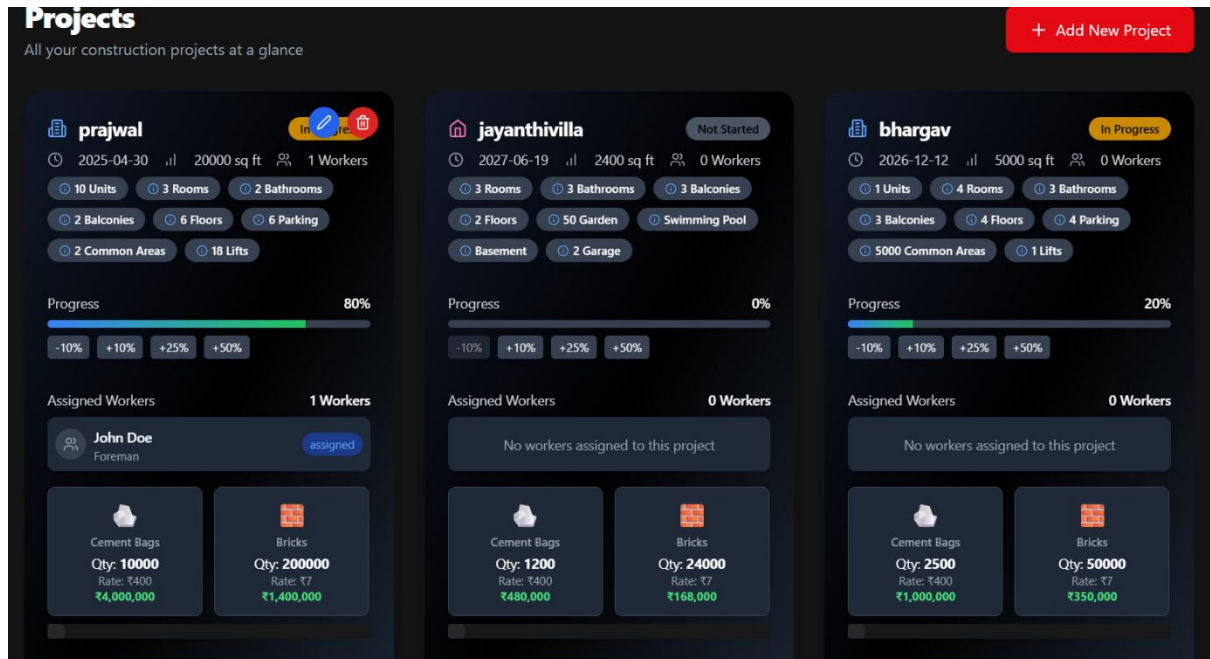 Projects
All your construction projects at a glance
+ Add New Project
prajwal
2025-04-30 20000 sq ft 1 Workers
10 Units 3 Rooms 2 Bathrooms
2 Balconies 6 Floors 6 Parking
2 Common Areas 18 Lifts
Progress 80%
-10% +10% +25% +50%
Assigned Workers 1 Workers
John Doe
Foreman
assigned
Cement Bags
Qty: 10000
Rate: ₹400
₹4,000,000
Bricks
Qty: 200000
Rate: ₹7
₹1,400,000
jayanthivilla Not Started
2027-06-19 2400 sq ft 0 Workers
3 Rooms 3 Bathrooms 3 Balconies
2 Floors 50 Garden Swimming Pool
Basement 2 Garage
Progress 0%
-10% +10% +25% +50%
Assigned Workers 0 Workers
No workers assigned to this project
Cement Bags
Qty: 1200
Rate: ₹400
₹480,000
Bricks
Qty: 24000
Rate: ₹7
₹168,000
bhargav In Progress
2026-12-12 5000 sq ft 0 Workers
1 Units 4 Rooms 3 Bathrooms
3 Balconies 4 Floors 4 Parking
5000 Common Areas 1 Lifts
Progress 20%
-10% +10% +25% +50%
Assigned Workers 0 Workers
No workers assigned to this project
Cement Bags
Qty: 2500
Rate: ₹400
₹1,000,000
Bricks
Qty: 50000
Rate: ₹7
₹350,000